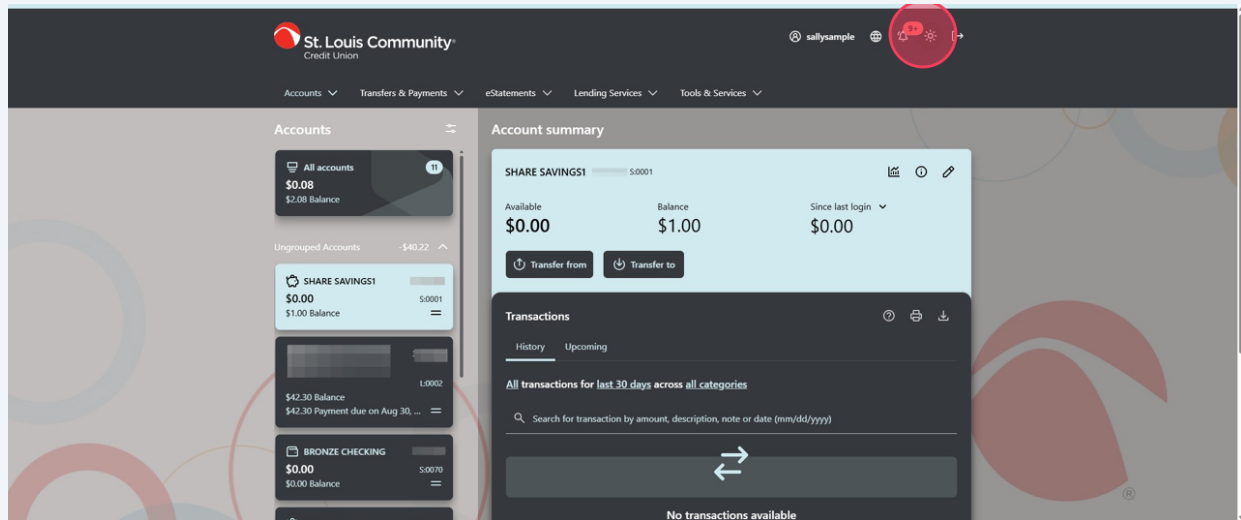 St. Louis Community®
Credit Union
sallysample
9+
Accounts
Transfers & Payments
eStatements
Lending Services
Tools & Services
Accounts
All accounts
11
$0.08
$2.08 Balance
Ungrouped Accounts
-$40.22
SHARE SAVINGS1
$0.00
S:0001
$1.00 Balance
L:0002
$42.30 Balance
$42.30 Payment due on Aug 30, ...
BRONZE CHECKING
$0.00
S:0070
$0.00 Balance
Account summary
SHARE SAVINGS1
S:0001
Available
Balance
Since last login
$0.00
$1.00
$0.00
Transfer from
Transfer to
Transactions
History
Upcoming
All transactions for last 30 days across all categories
Search for transaction by amount, description, note or date (mm/dd/yyyy)
No transactions available
®